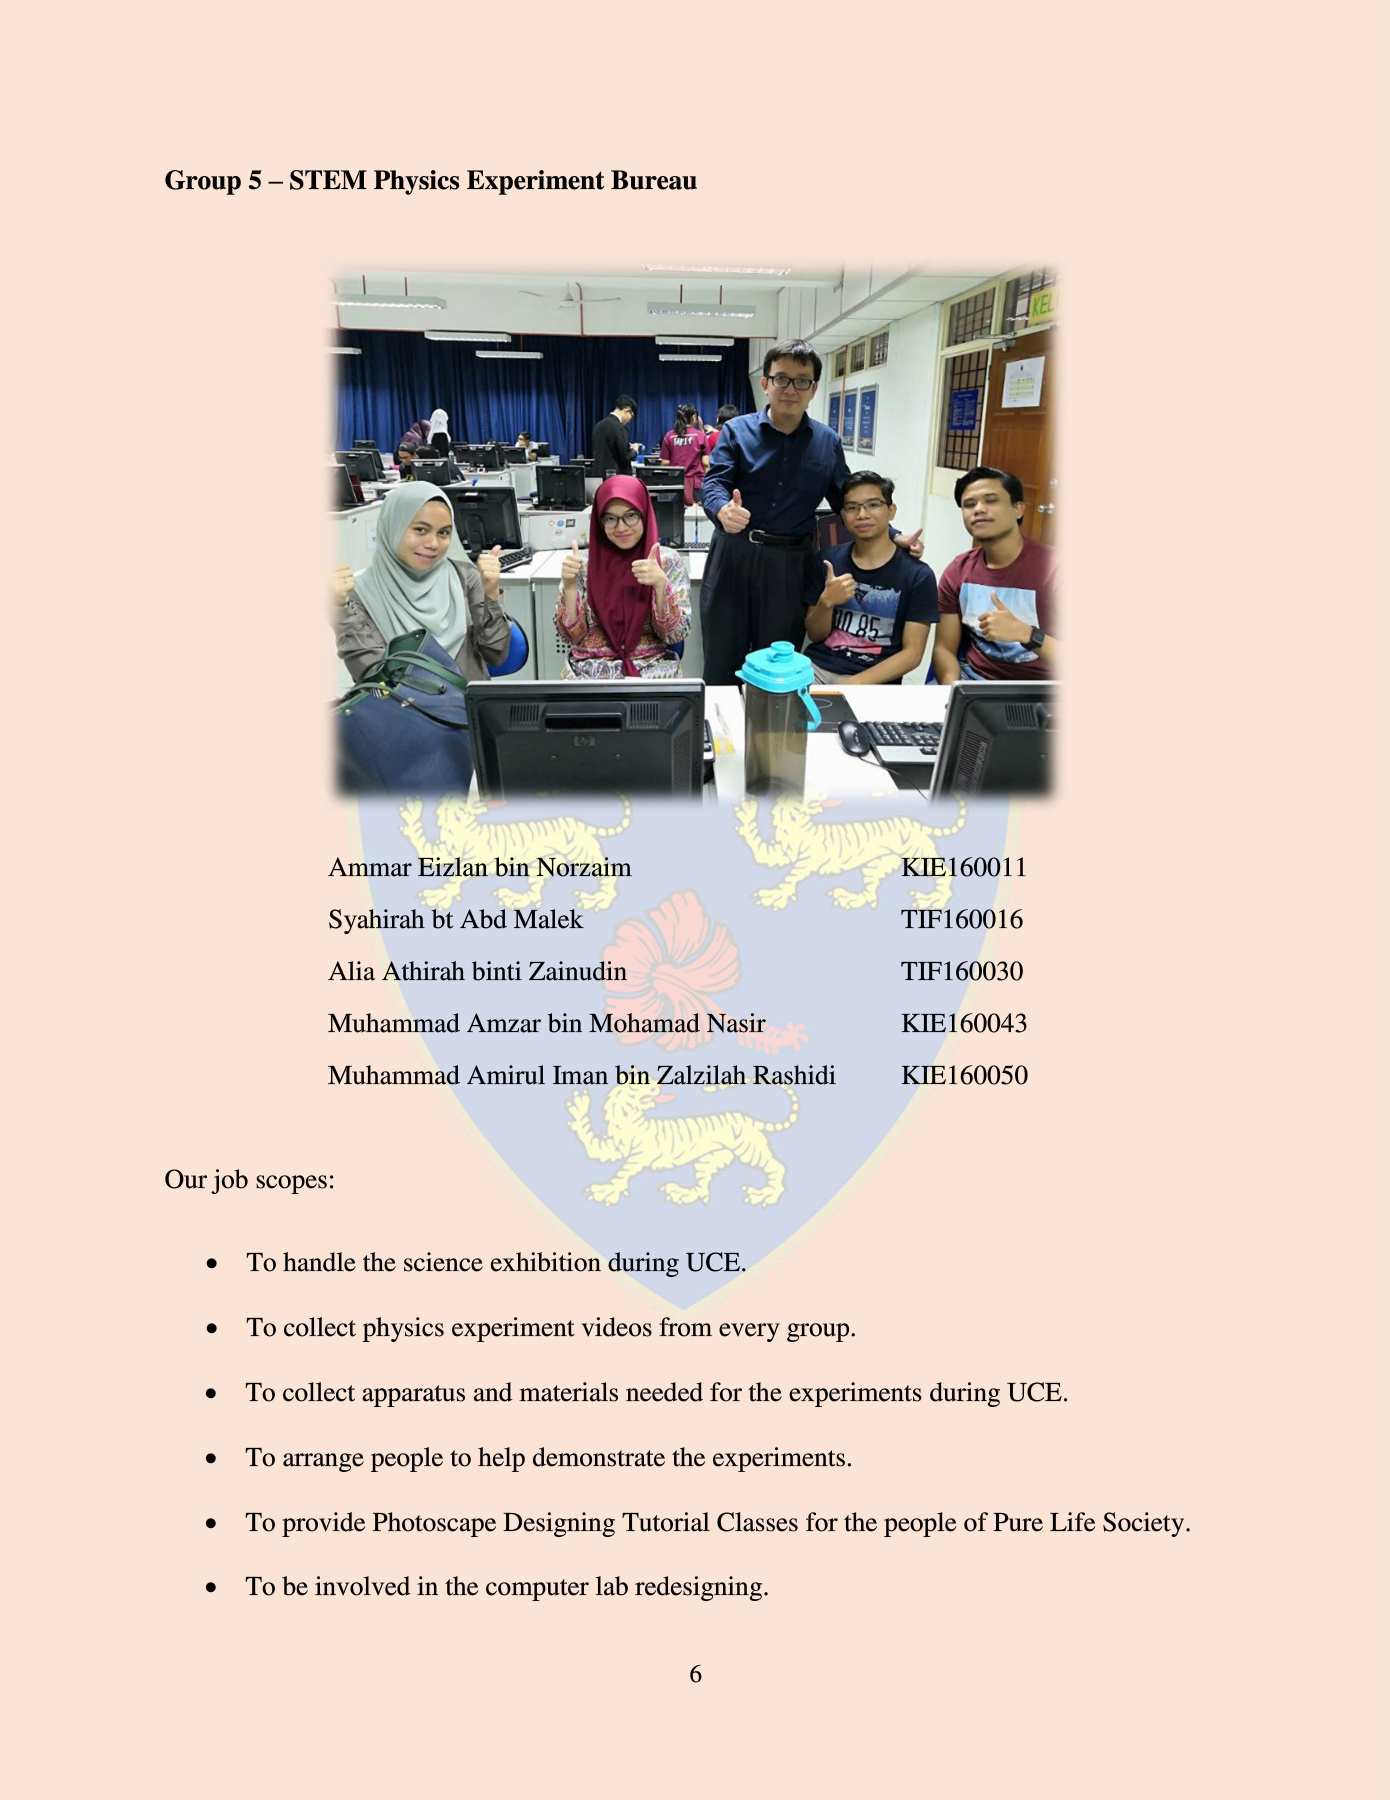 Group 5 – STEM Physics Experiment Bureau
KEL
10.85
hp
Ammar Eizlan bin Norzaim KIE160011
Syahirah bt Abd Malek TIF160016
Alia Athirah binti Zainudin TIF160030
Muhammad Amzar bin Mohamad Nasir KIE160043
Muhammad Amirul Iman bin Zalzilah Rashidi KIE160050
Our job scopes:
• To handle the science exhibition during UCE.
• To collect physics experiment videos from every group.
• To collect apparatus and materials needed for the experiments during UCE.
• To arrange people to help demonstrate the experiments.
• To provide Photoscape Designing Tutorial Classes for the people of Pure Life Society.
• To be involved in the computer lab redesigning.
6